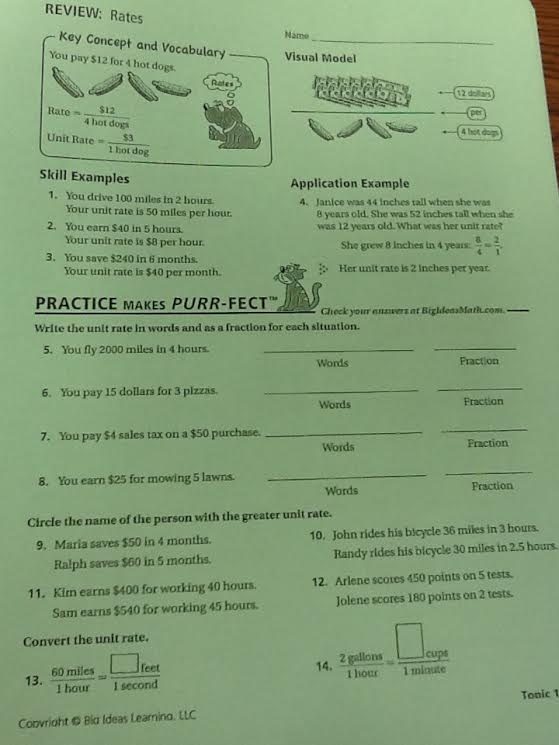 REVIEW: Rates
Name
Key Concept and Vocabulary
You pay $12 for 4 hot dogs.
Rates
Rate = $12 / 4 hot dogs
Unit Rate = $3 / 1 hot dog
Visual Model
12 dollars
per
4 hot dogs
Skill Examples
1. You drive 100 miles in 2 hours.
Your unit rate is 50 miles per hour.
2. You earn $40 in 5 hours.
Your unit rate is $8 per hour.
3. You save $240 in 6 months.
Your unit rate is $40 per month.
Application Example
4. Janice was 44 inches tall when she was
8 years old. She was 52 inches tall when she
was 12 years old. What was her unit rate?
She grew 8 inches in 4 years: 8/4 = 2/1.
Her unit rate is 2 inches per year.
PRACTICE MAKES PURR-FECT™
Check your answers at BigIdeasMath.com.
Write the unit rate in words and as a fraction for each situation.
5. You fly 2000 miles in 4 hours.
Words Fraction
6. You pay 15 dollars for 3 pizzas.
Words Fraction
7. You pay $4 sales tax on a $50 purchase.
Words Fraction
8. You earn $25 for mowing 5 lawns.
Words Fraction
Circle the name of the person with the greater unit rate.
9. Maria saves $50 in 4 months.
Ralph saves $60 in 5 months.
10. John rides his bicycle 36 miles in 3 hours.
Randy rides his bicycle 30 miles in 2.5 hours.
11. Kim earns $400 for working 40 hours.
Sam earns $540 for working 45 hours.
12. Arlene scores 450 points on 5 tests.
Jolene scores 180 points on 2 tests.
Convert the unit rate.
13. 60 miles / 1 hour = □ feet / 1 second
14. 2 gallons / 1 hour = □ cups / 1 minute
Copyright © Big Ideas Learning, LLC
Topic 1